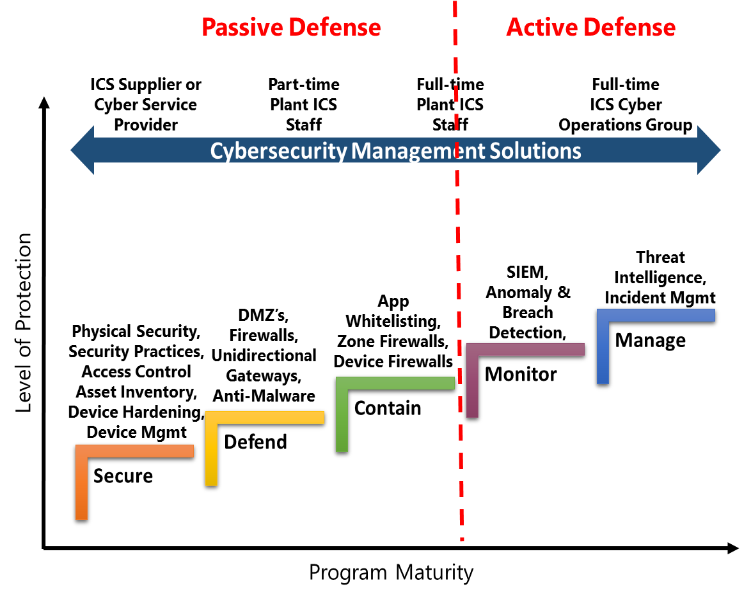 Passive Defense
Active Defense
ICS Supplier or
Cyber Service
Provider
Part-time
Plant ICS
Staff
Full-time
Plant ICS
Staff
Full-time
ICS Cyber
Operations Group
Cybersecurity Management Solutions
Level of Protection
Physical Security,
Security Practices,
Access Control
Asset Inventory,
Device Hardening,
Device Mgmt
Secure
DMZ's,
Firewalls,
Unidirectional
Gateways,
Anti-Malware
Defend
App
Whitelisting,
Zone Firewalls,
Device Firewalls
Contain
SIEM,
Anomaly &
Breach
Detection,
Monitor
Threat
Intelligence,
Incident Mgmt
Manage
Program Maturity